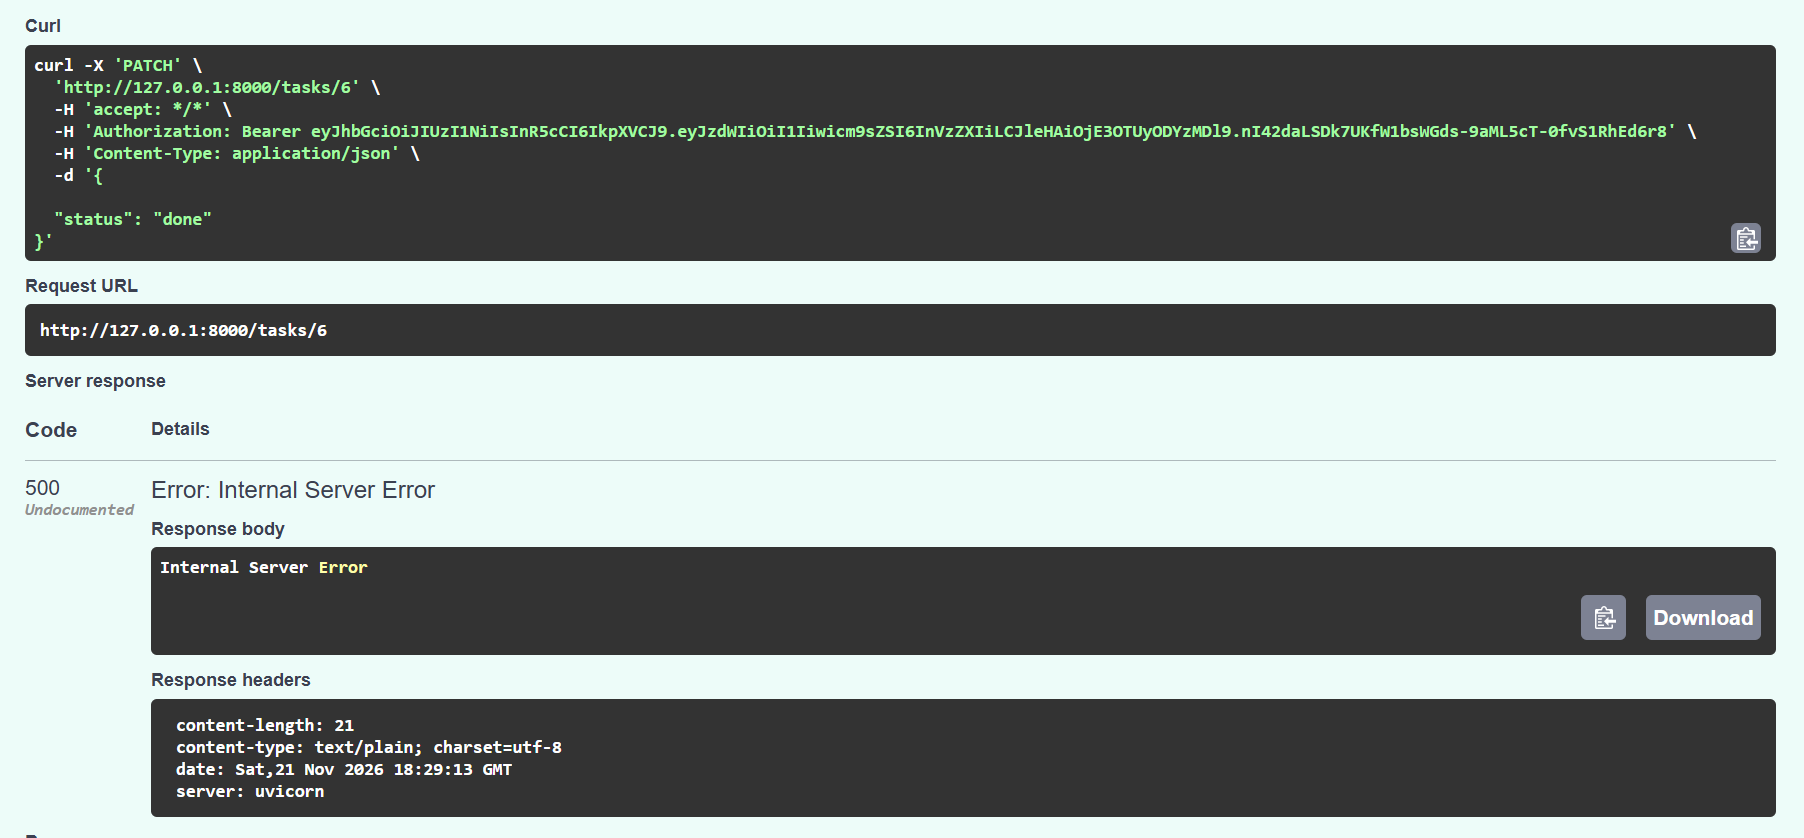 Curl
curl -X 'PATCH' \
  'http://127.0.0.1:8000/tasks/6' \
  -H 'accept: */*' \
  -H 'Authorization: Bearer eyJhbGciOiJIUzI1NiIsInR5cCI6IkpXVCJ9.eyJzdWIiOiI1Iiwicm9sZSI6InVzZXIiLCJleHAiOjE3OTUyODYzMDl9.nI42daLSDk7UKfW1bsWGds-9aML5cT-0fvS1RhEd6r8' \
  -H 'Content-Type: application/json' \
  -d '{
  "status": "done"
}'
Request URL
http://127.0.0.1:8000/tasks/6
Server response
Code Details
500 Error: Internal Server Error
Undocumented
Response body
Internal Server Error
Download
Response headers
content-length: 21
content-type: text/plain; charset=utf-8
date: Sat,21 Nov 2026 18:29:13 GMT
server: uvicorn